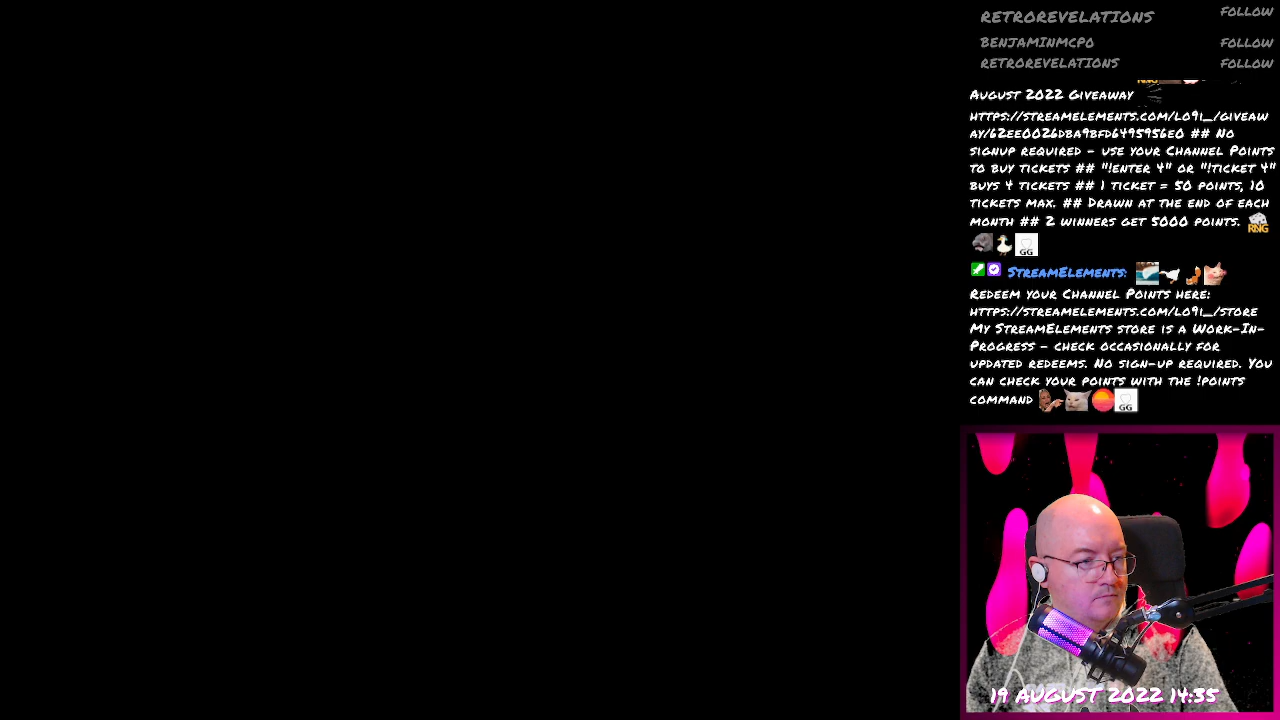 RETROREVELATIONS FOLLOW
BENJAMINMCPO FOLLOW
RETROREVELATIONS FOLLOW
AUGUST 2022 GIVEAWAY
HTTPS://STREAMELEMENTS.COM/LO9I_/GIVEAW
AY/62EE0026DBA9BFD6495956E0 ## NO
SIGNUP REQUIRED - USE YOUR CHANNEL POINTS
TO BUY TICKETS ## "!ENTER 4" OR "!TICKET 4"
BUYS 4 TICKETS ## 1 TICKET = 50 POINTS, 10
TICKETS MAX. ## DRAWN AT THE END OF EACH
MONTH ## 2 WINNERS GET 5000 POINTS. RNG
GG
STREAMELEMENTS:
REDEEM YOUR CHANNEL POINTS HERE:
HTTPS://STREAMELEMENTS.COM/LO9I_/STORE
MY STREAMELEMENTS STORE IS A WORK-IN-
PROGRESS - CHECK OCCASIONALLY FOR
UPDATED REDEEMS. NO SIGN-UP REQUIRED. YOU
CAN CHECK YOUR POINTS WITH THE !POINTS
COMMAND GG
19 AUGUST 2022 14:35